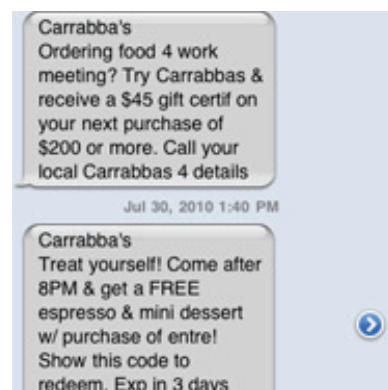 Carrabba's
Ordering food 4 work
meeting? Try Carrabbas &
receive a $45 gift certif on
your next purchase of
$200 or more. Call your
local Carrabbas 4 details
Jul 30, 2010 1:40 PM
Carrabba's
Treat yourself! Come after
8PM & get a FREE
espresso & mini dessert
w/ purchase of entre!
Show this code to
redeem. Exp in 3 days